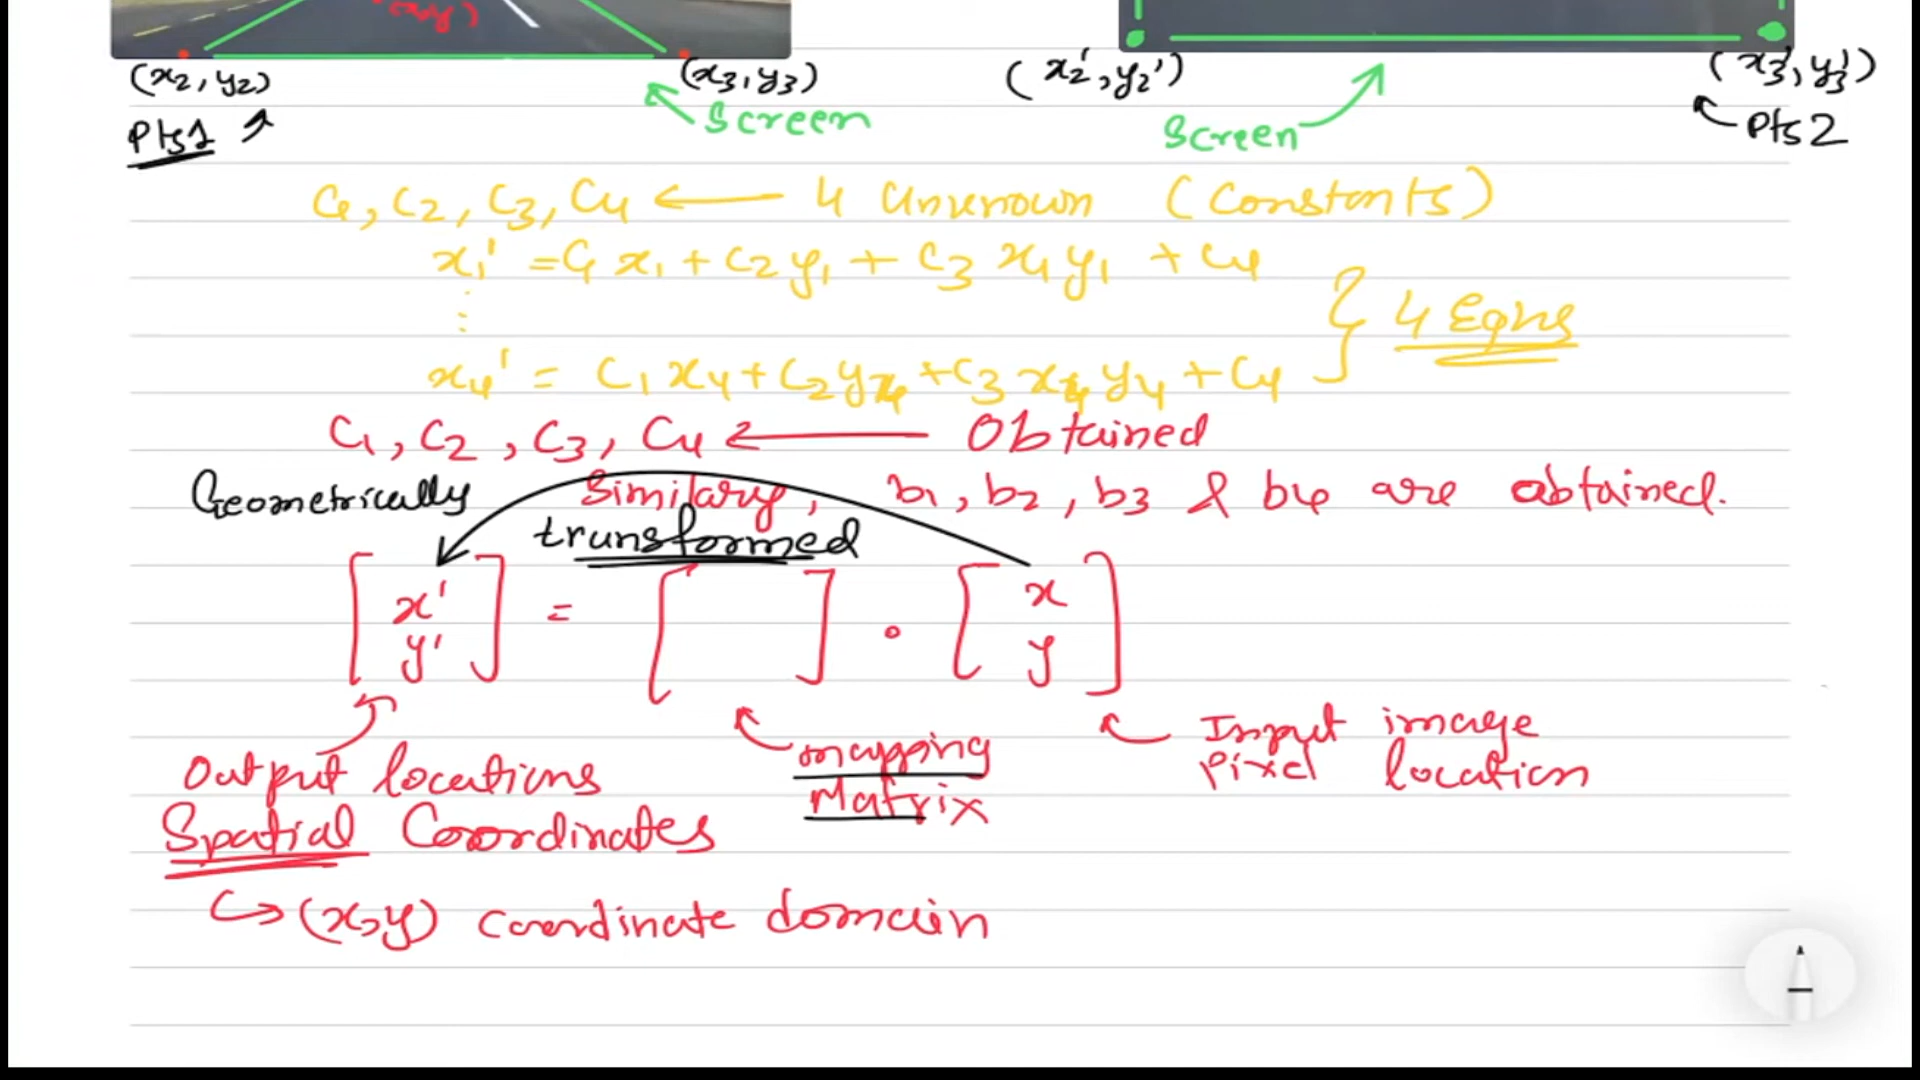 (x,y)
(x2, y2) (x3, y3) (x2', y2') (x3', y3')
Pts1 Screen Screen Pts2
C1, C2, C3, C4 ← 4 Unknown (Constants)
x1' = C1 x1 + C2 y1 + C3 x1 y1 + C4
⋮
} 4 Eqns
x4' = C1 x4 + C2 y4 + C3 x4 y4 + C4
C1, C2, C3, C4 ← Obtained
Geometrically Similary, b1, b2, b3 & b4 are obtained.
transformed
[x' y'] = [ ] . [x y]
Output locations mapping Matrix Input image pixel location
Spatial Coordinates
↪ (x,y) coordinate domain